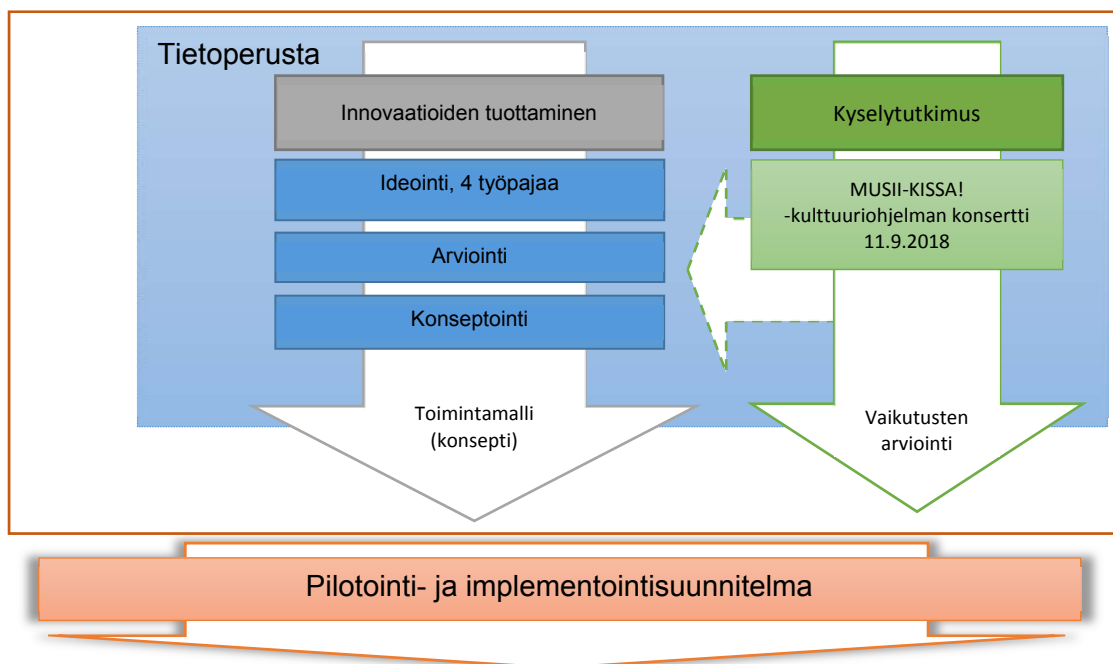 Tietoperusta
Innovaatioiden tuottaminen
Ideointi, 4 työpajaa
Arviointi
Konseptointi
Toimintamalli
(konsepti)
Kyselytutkimus
MUSII-KISSA!
-kulttuuriohjelman konsertti
11.9.2018
Vaikutusten
arviointi
Pilotointi- ja implementointisuunnitelma